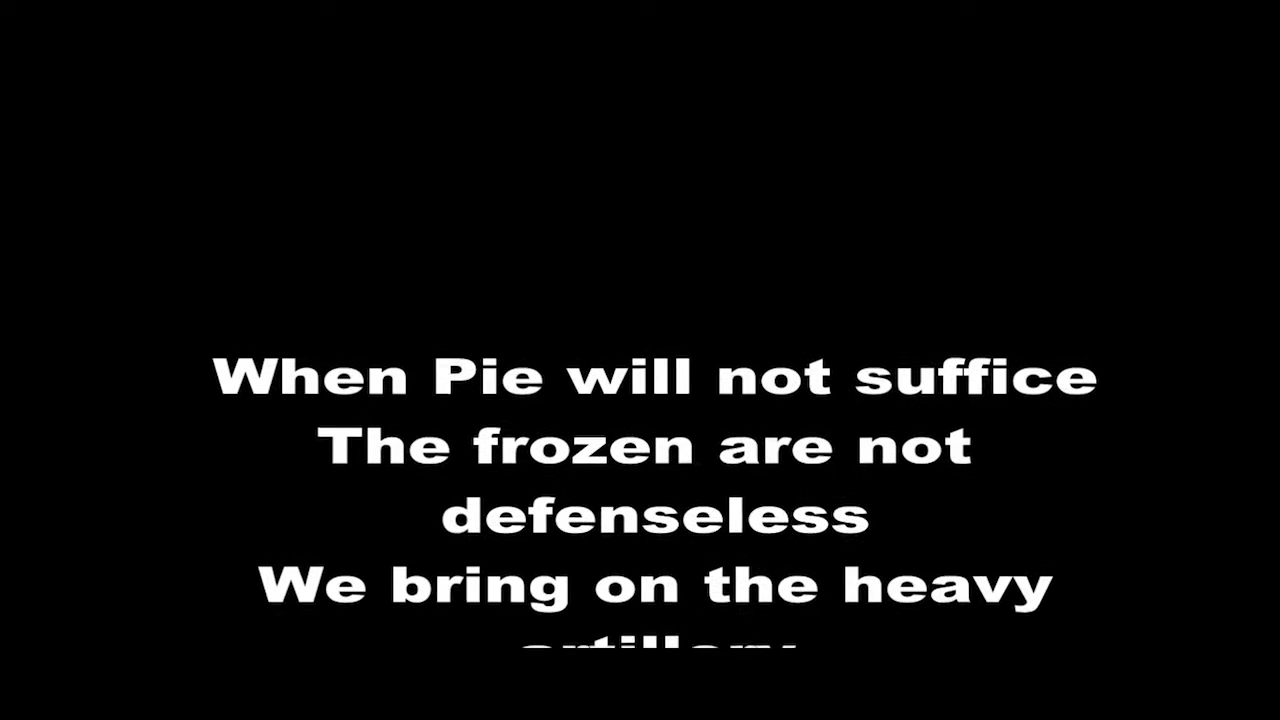 When Pie will not suffice
The frozen are not
defenseless
We bring on the heavy
artillery